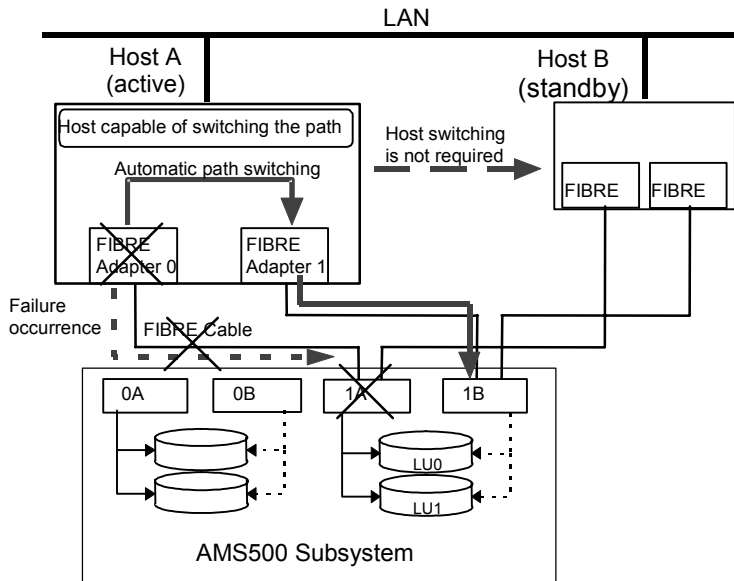 LAN
Host A
(active)
Host B
(standby)
Host capable of switching the path
Host switching
is not required
Automatic path switching
FIBRE
Adapter 0
FIBRE
Adapter 1
FIBRE
FIBRE
Failure
occurrence
FIBRE Cable
0A
0B
1A
1B
LU0
LU1
AMS500 Subsystem